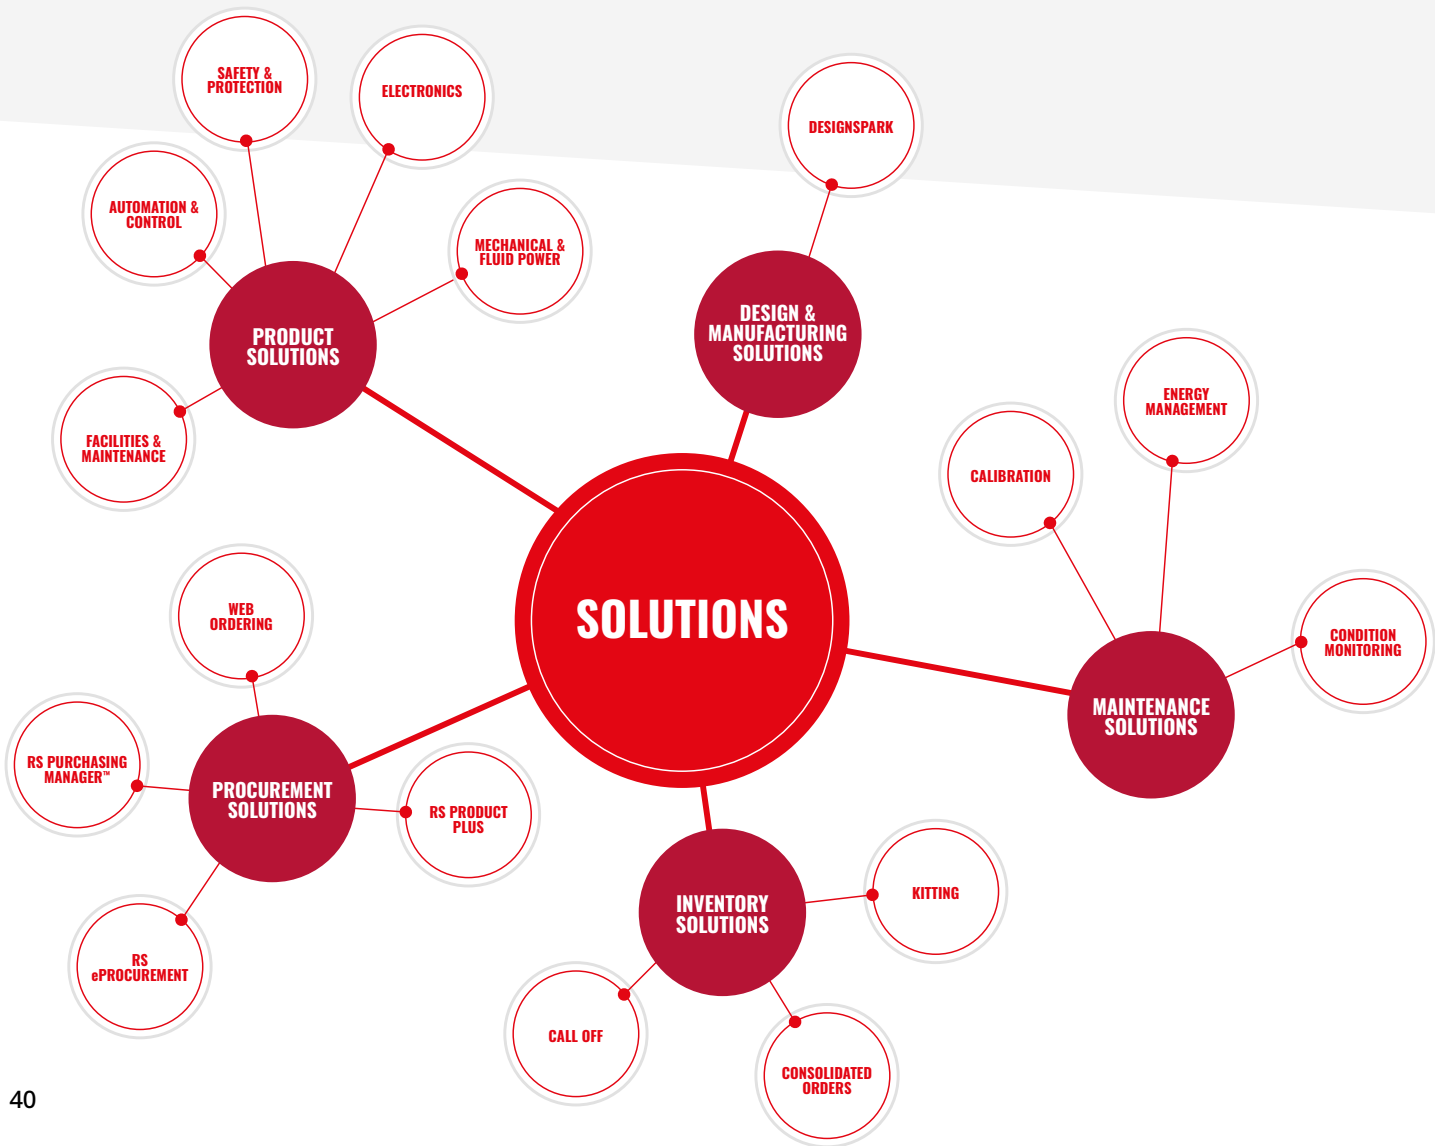 SAFETY &
PROTECTION
ELECTRONICS
DESIGNSPARK
AUTOMATION &
CONTROL
MECHANICAL &
FLUID POWER
PRODUCT
SOLUTIONS
DESIGN &
MANUFACTURING
SOLUTIONS
FACILITIES &
MAINTENANCE
ENERGY
MANAGEMENT
CALIBRATION
CONDITION
MONITORING
MAINTENANCE
SOLUTIONS
SOLUTIONS
WEB
ORDERING
RS PURCHASING
MANAGER™
PROCUREMENT
SOLUTIONS
RS PRODUCT
PLUS
RS
ePROCUREMENT
INVENTORY
SOLUTIONS
KITTING
CALL OFF
CONSOLIDATED
ORDERS
40